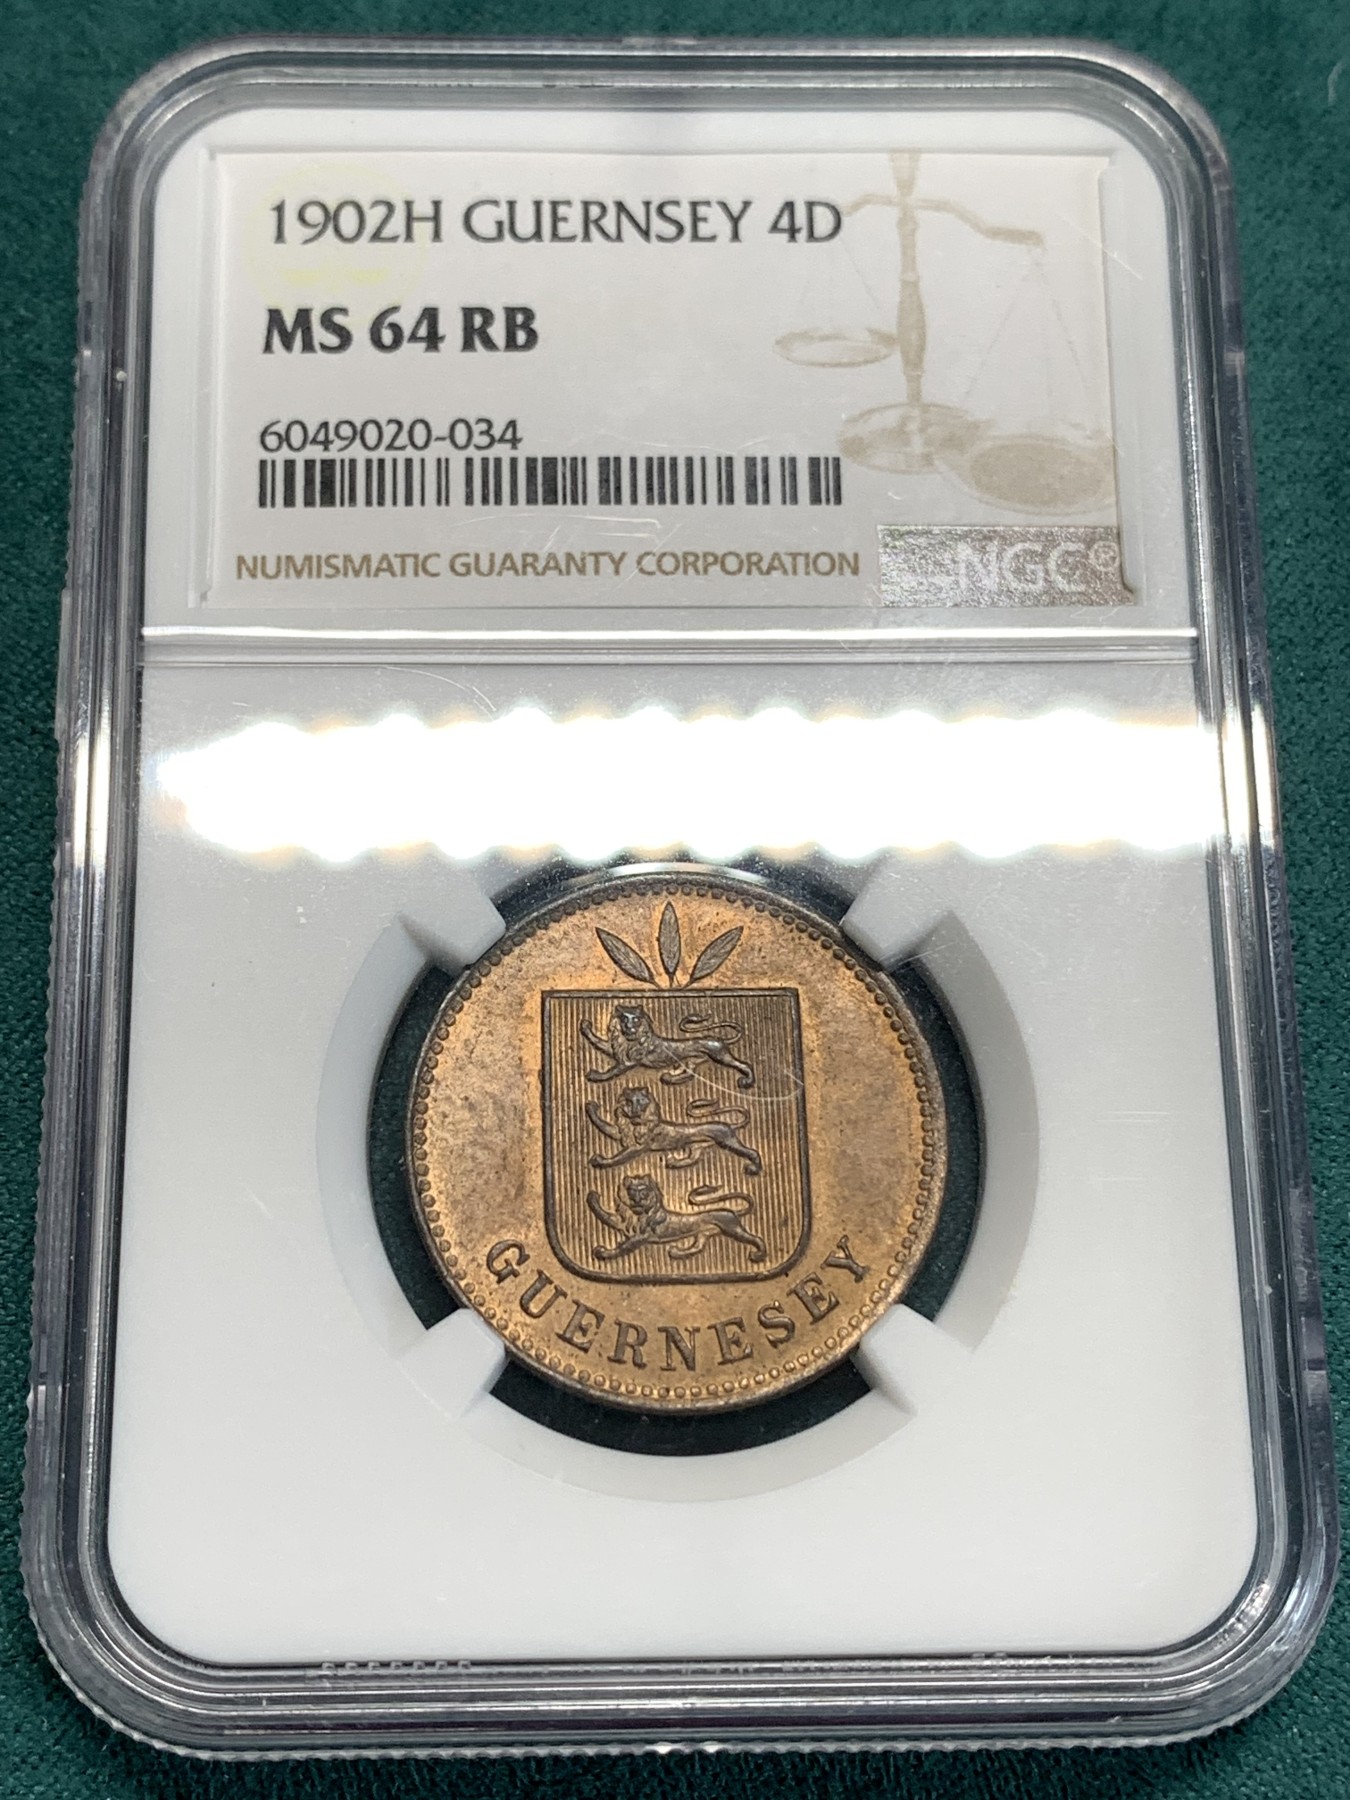 1902H GUERNSEY 4D
MS 64 RB
6049020-034
NUMISMATIC GUARANTY CORPORATION
NGC®
GUERNESEY